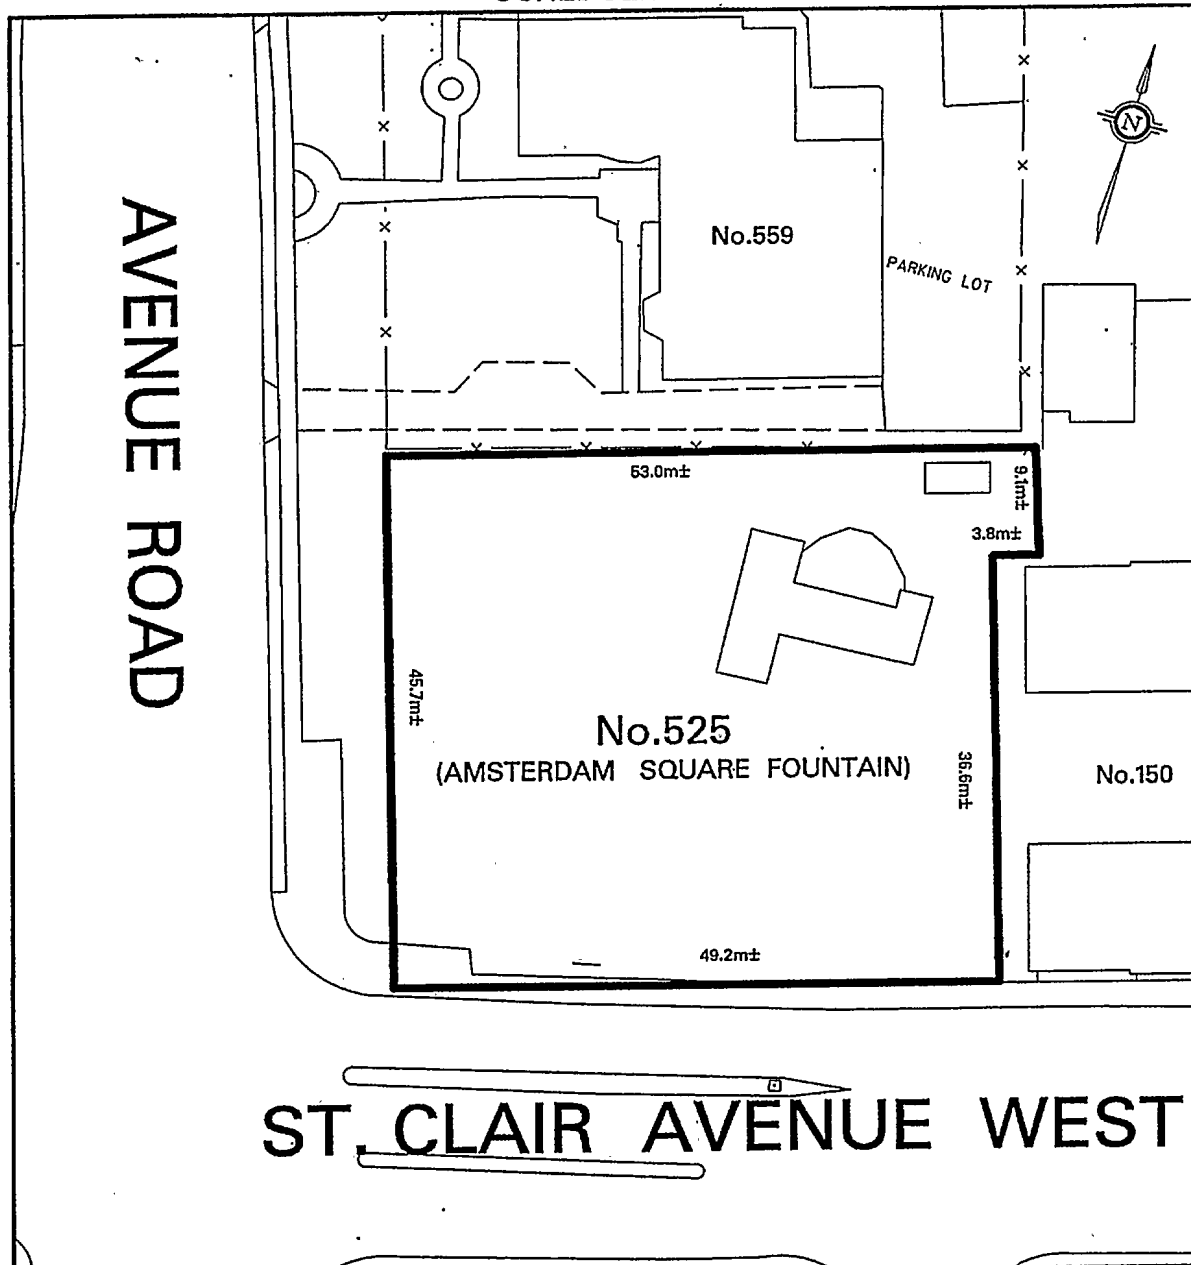 N
No.559
PARKING LOT
AVENUE ROAD
53.0m±
9.1m±
3.8m±
45.7m±
No.525
(AMSTERDAM SQUARE FOUNTAIN)
36.6m±
No.150
49.2m±
ST. CLAIR AVENUE WEST